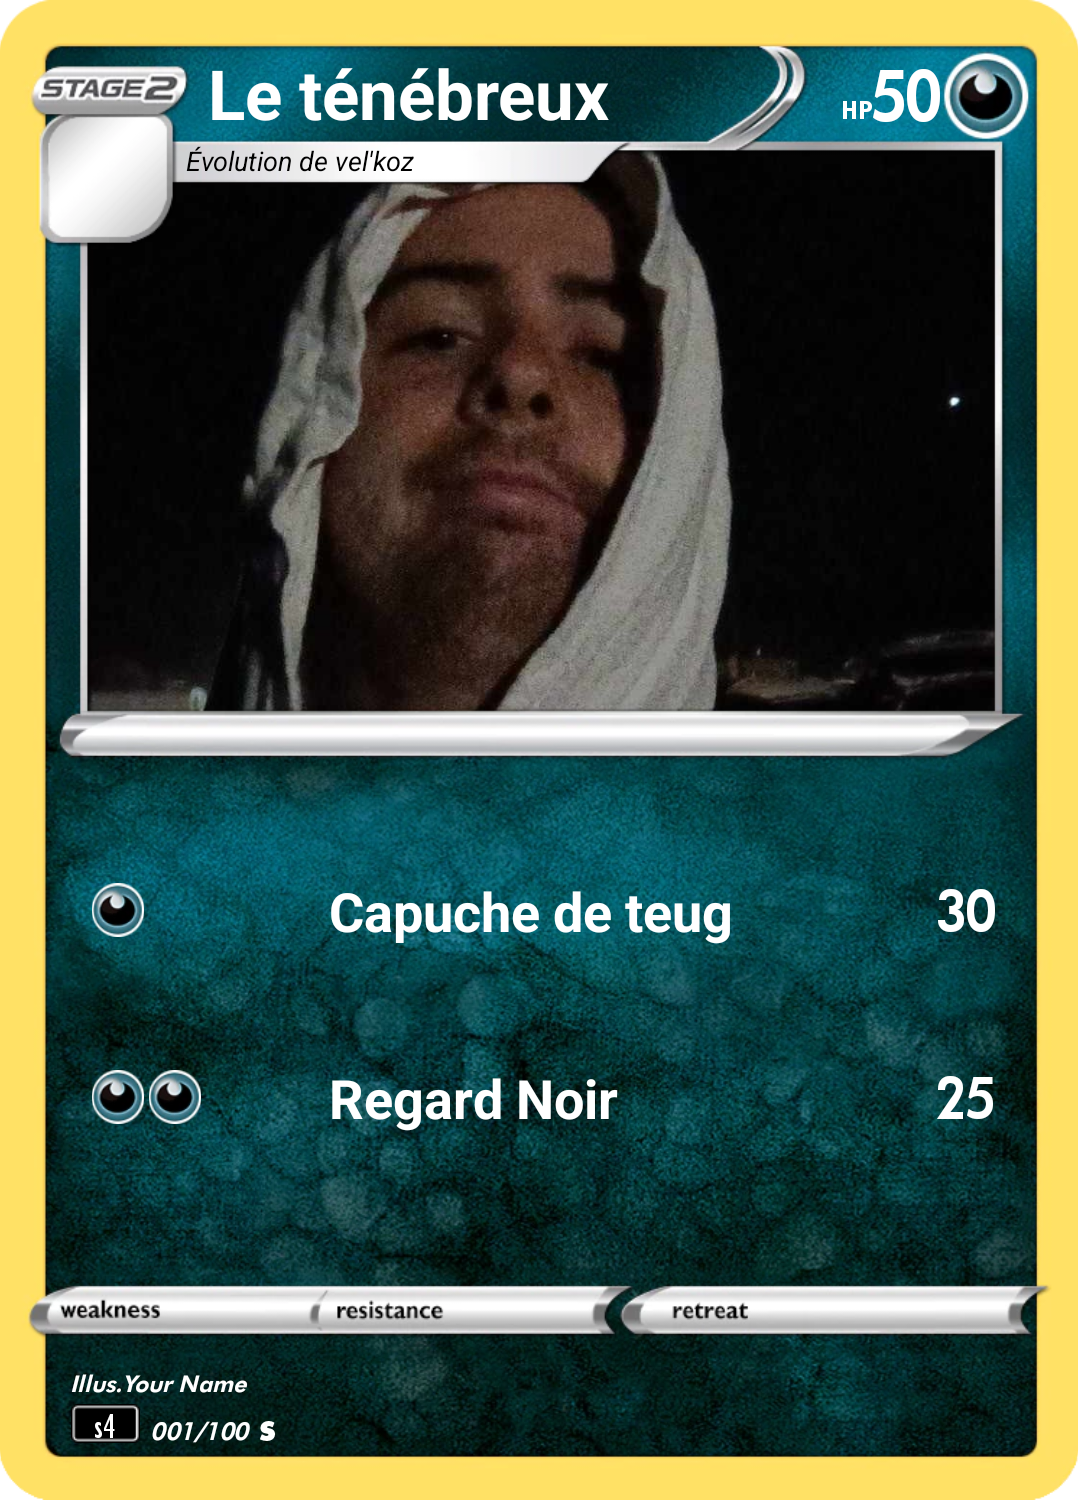 STAGE2
Le ténébreux
HP50
Évolution de vel'koz
Capuche de teug 30
Regard Noir 25
weakness resistance retreat
Illus.Your Name
s4 001/100 S